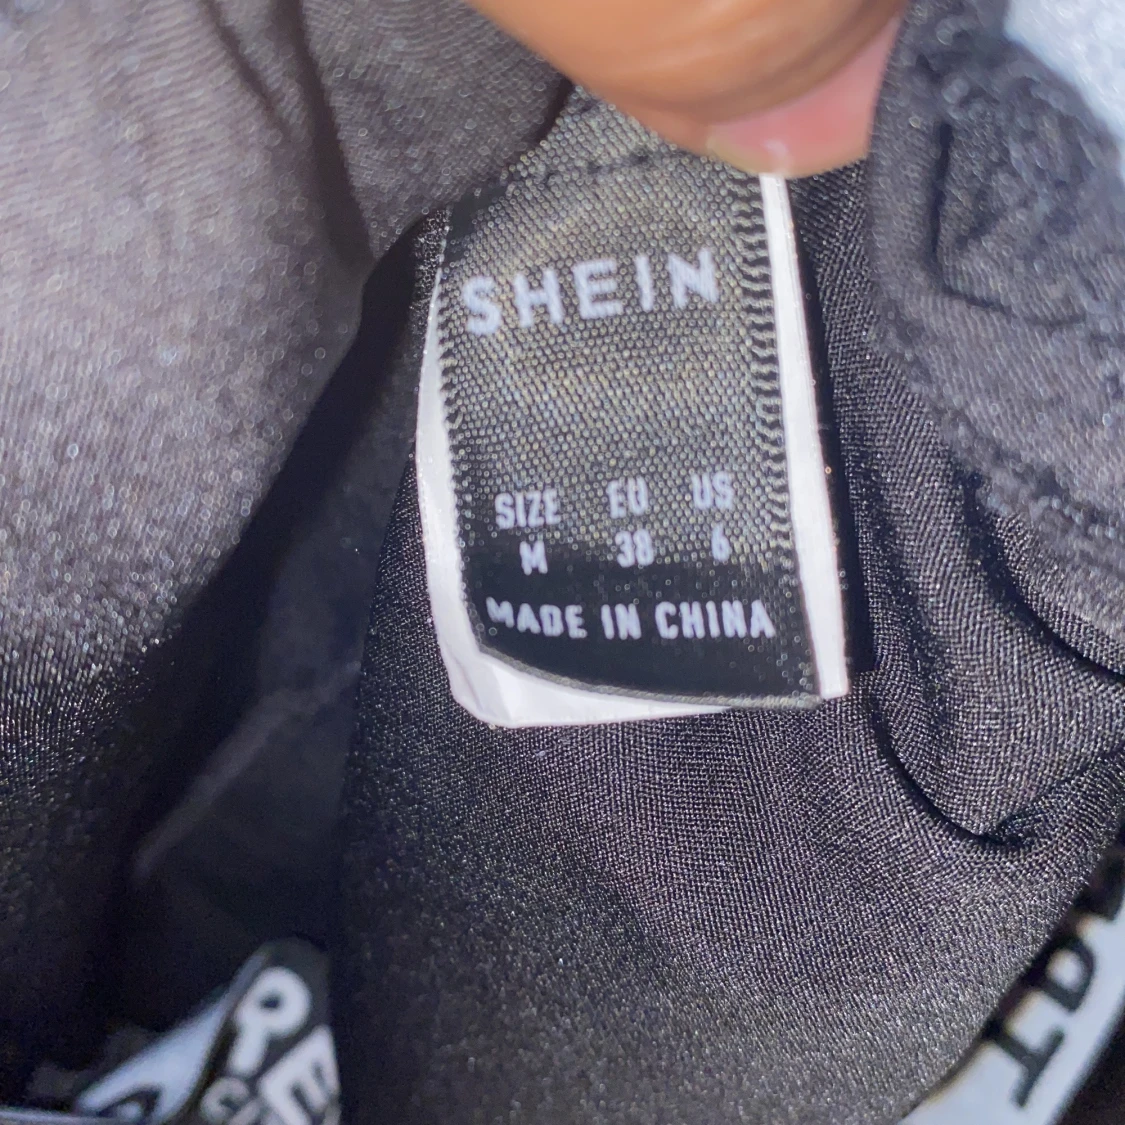 SHEIN
SIZE EU US
M 38 6
MADE IN CHINA